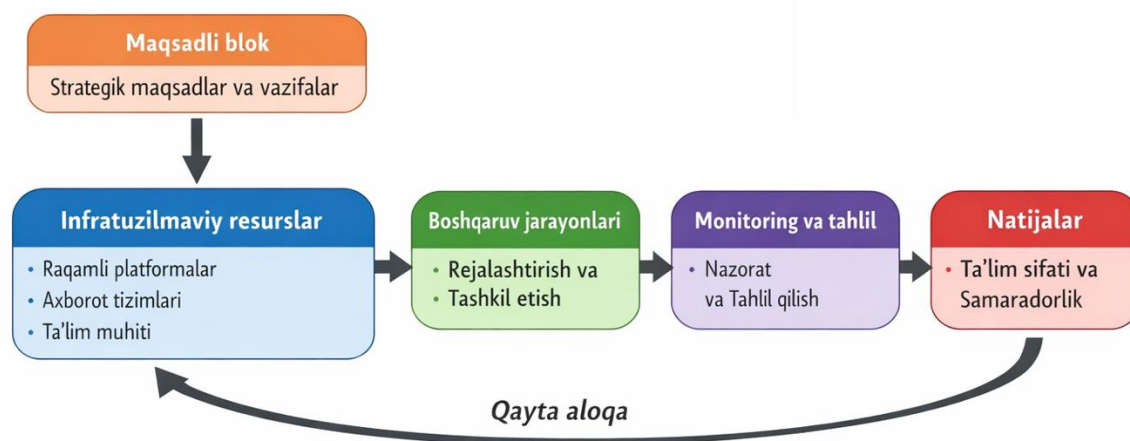 Maqsadli blok
Strategik maqsadlar va vazifalar
Infratuzilmaviy resurslar
• Raqamli platformalar
• Axborot tizimlari
• Ta’lim muhiti
Boshqaruv jarayonlari
• Rejalashtirish va
• Tashkil etish
Monitoring va tahlil
• Nazorat
va Tahlil qilish
Natijalar
• Ta’lim sifati va
Samaradorlik
Qayta aloqa